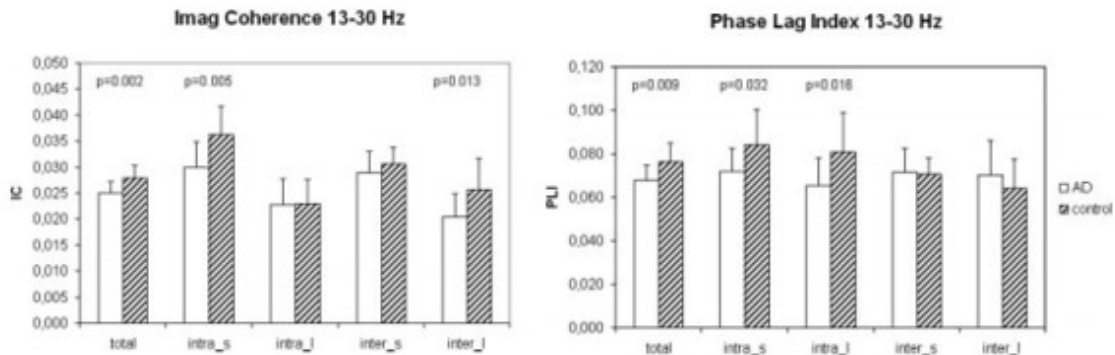 Imag Coherence 13-30 Hz
0,050
0,045
0,040
0,035
0,030
0,025
0,020
0,015
0,010
0,005
0,000
IC
p=0.002
p=0.005
p=0.013
total
intra_s
intra_l
inter_s
inter_l
Phase Lag Index 13-30 Hz
0,120
0,100
0,080
0,060
0,040
0,020
0,000
PLI
p=0.009
p=0.032
p=0.016
total
intra_s
intra_l
inter_s
inter_l
AD
control